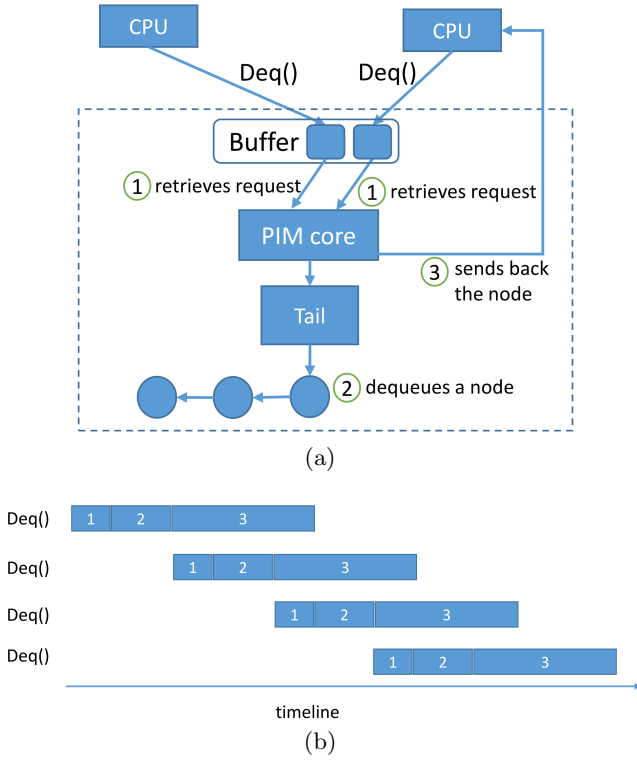 CPU
CPU
Deq()
Deq()
Buffer
1 retrieves request
1 retrieves request
PIM core
3 sends back
the node
Tail
2 dequeues a node
(a)
Deq() 1 2 3
Deq() 1 2 3
Deq() 1 2 3
Deq() 1 2 3
timeline
(b)